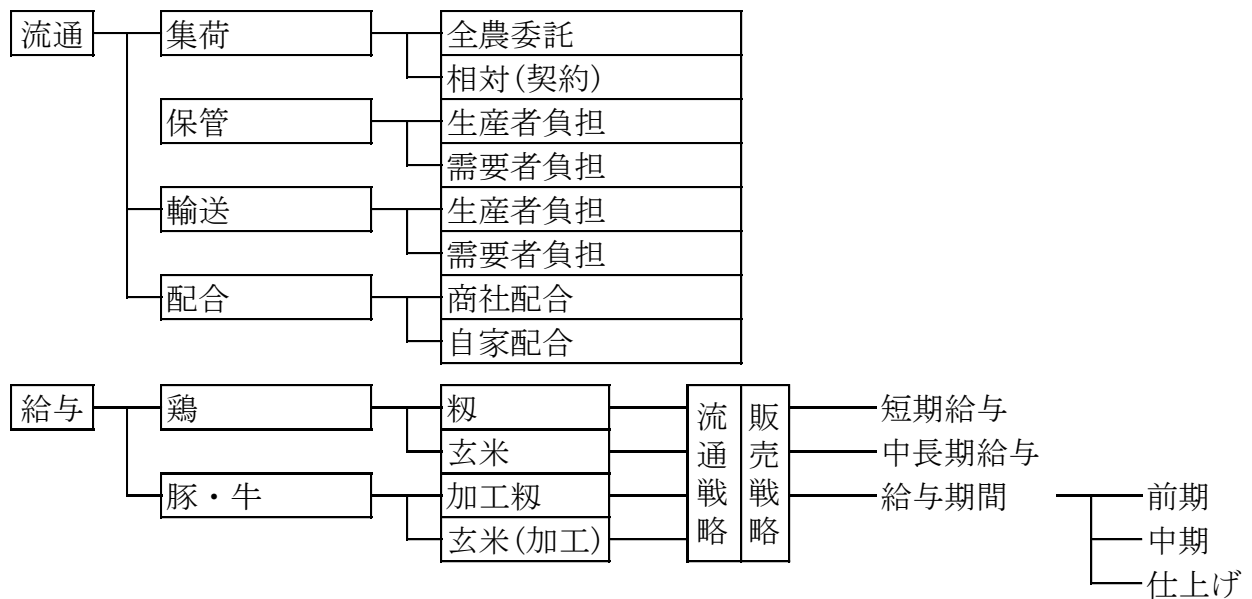 流通 集荷 全農委託
相対(契約)
保管 生産者負担
需要者負担
輸送 生産者負担
需要者負担
配合 商社配合
自家配合
給与 鶏 籾 流通戦略 販売戦略 短期給与
玄米 中長期給与
豚・牛 加工籾 給与期間 前期
玄米(加工) 中期
仕上げ